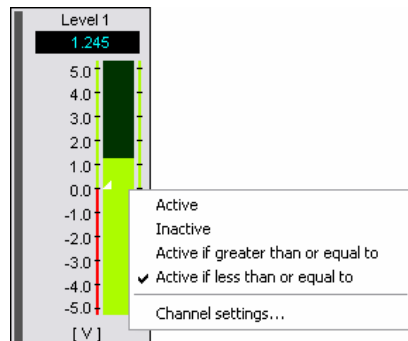 Level 1
1.245
5.0
4.0
3.0
2.0
1.0
0.0
-1.0
-2.0
-3.0
-4.0
-5.0
[ V ]
Active
Inactive
Active if greater than or equal to
Active if less than or equal to
Channel settings...